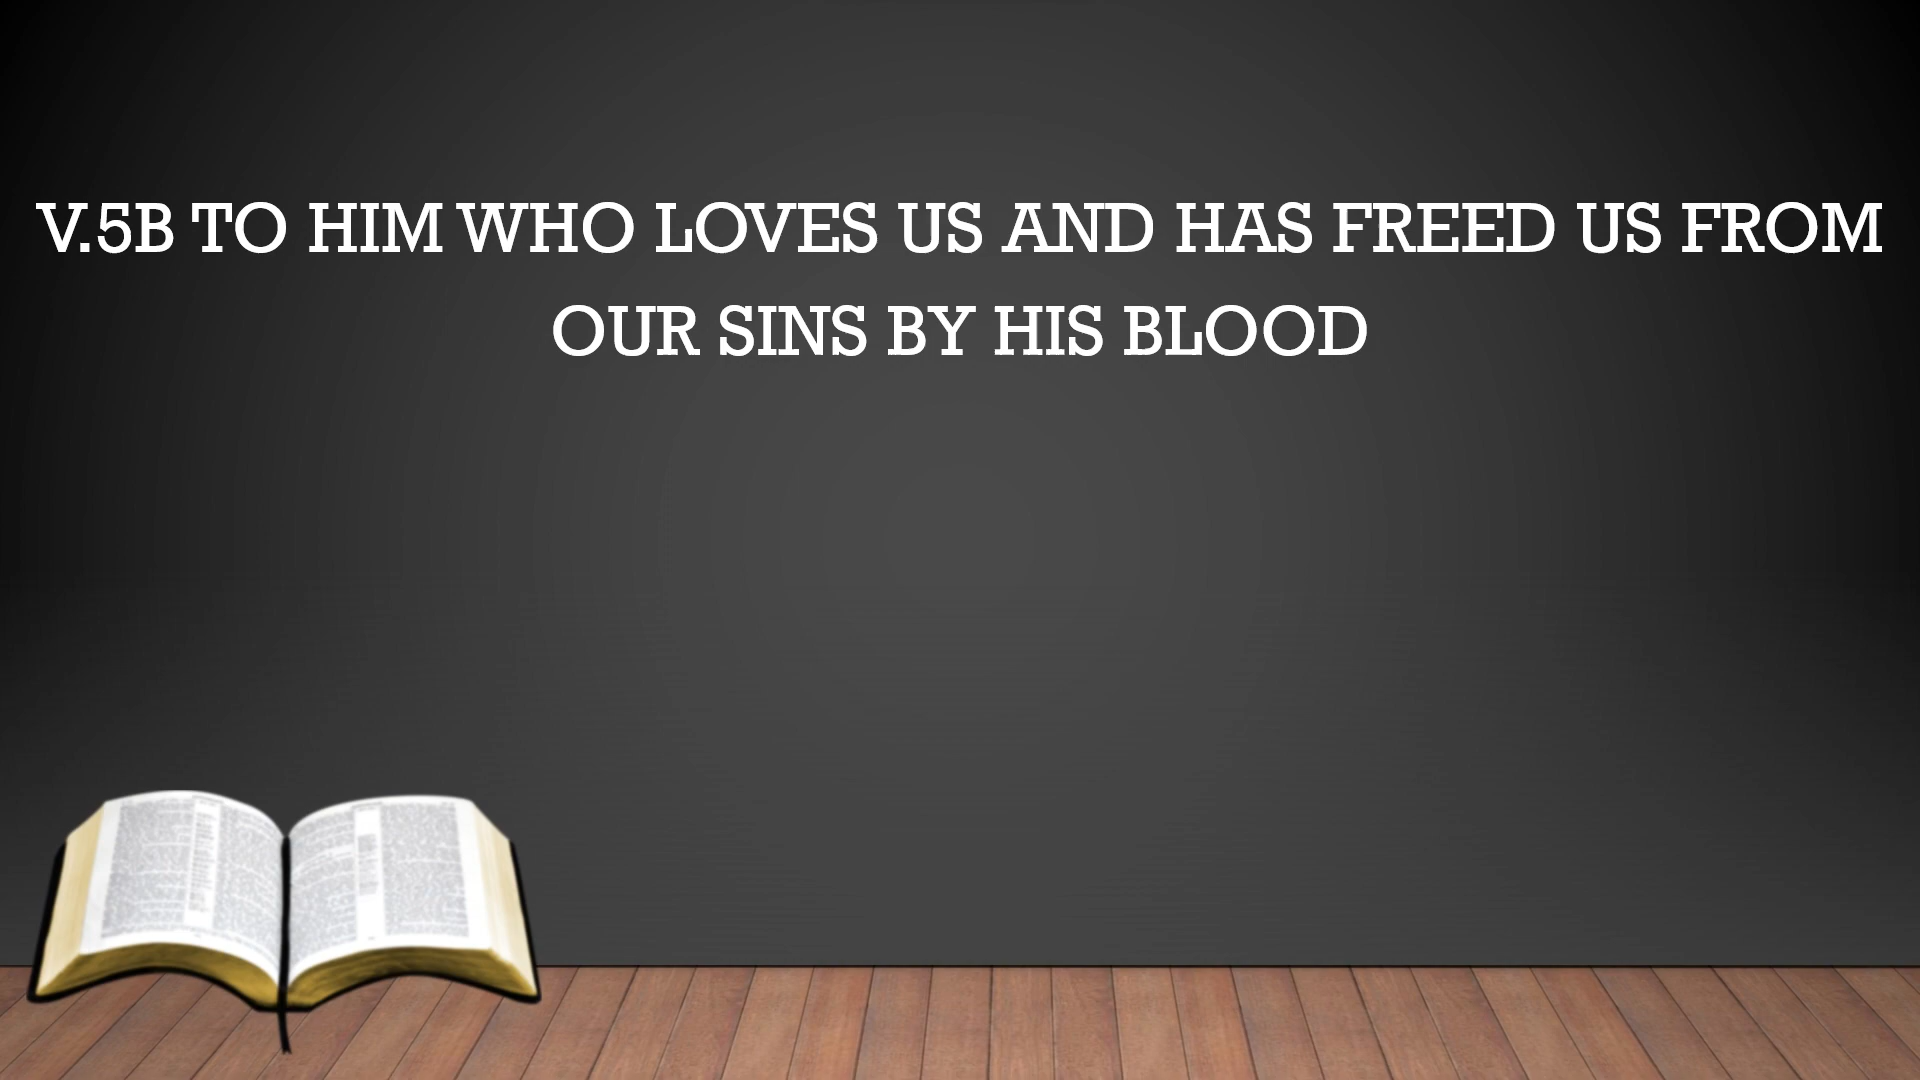 V.5B TO HIM WHO LOVES US AND HAS FREED US FROM
OUR SINS BY HIS BLOOD